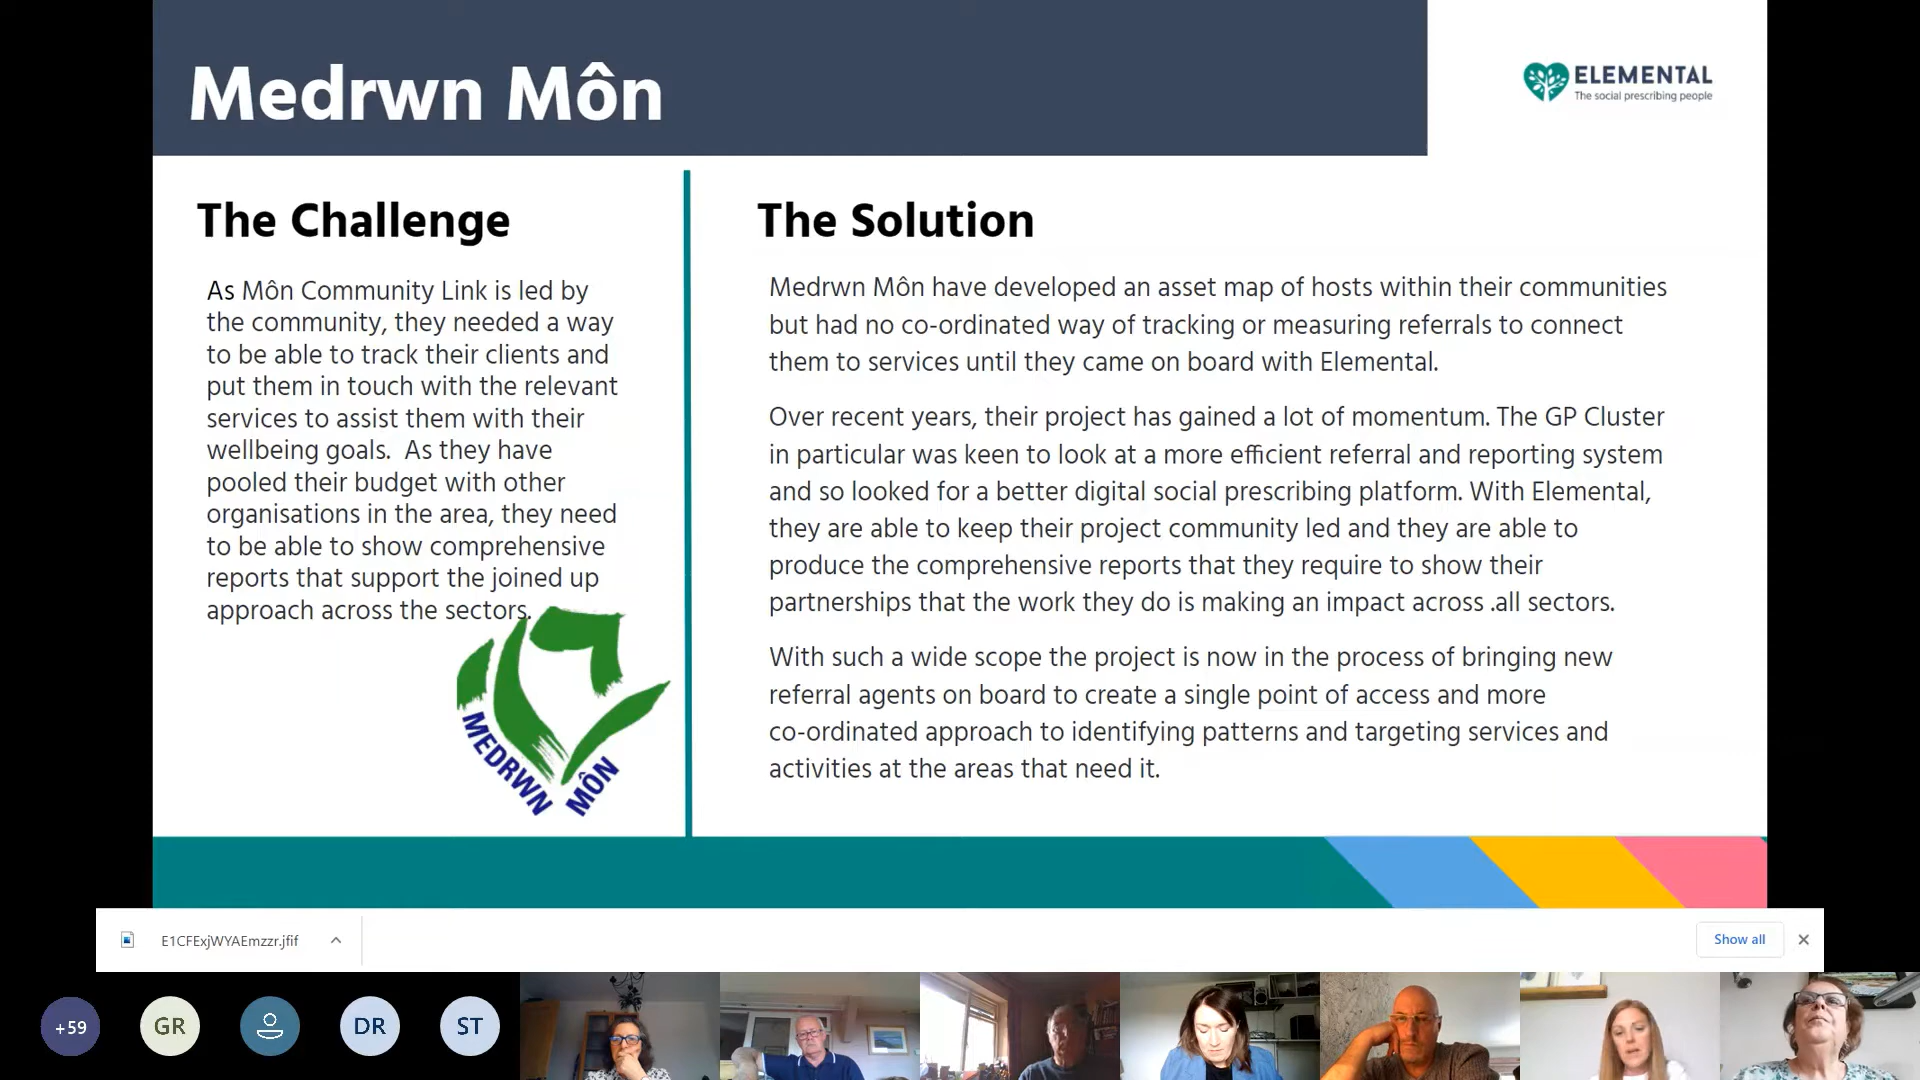 Medrwn Môn
ELEMENTAL
The social prescribing people
The Challenge
As Môn Community Link is led by
the community, they needed a way
to be able to track their clients and
put them in touch with the relevant
services to assist them with their
wellbeing goals.  As they have
pooled their budget with other
organisations in the area, they need
to be able to show comprehensive
reports that support the joined up
approach across the sectors.
MEDRWN MÔN
The Solution
Medrwn Môn have developed an asset map of hosts within their communities
but had no co-ordinated way of tracking or measuring referrals to connect
them to services until they came on board with Elemental.
Over recent years, their project has gained a lot of momentum. The GP Cluster
in particular was keen to look at a more efficient referral and reporting system
and so looked for a better digital social prescribing platform. With Elemental,
they are able to keep their project community led and they are able to
produce the comprehensive reports that they require to show their
partnerships that the work they do is making an impact across .all sectors.
With such a wide scope the project is now in the process of bringing new
referral agents on board to create a single point of access and more
co-ordinated approach to identifying patterns and targeting services and
activities at the areas that need it.
E1CFExjWYAEmzzr.jfif
Show all
+59
GR
DR
ST